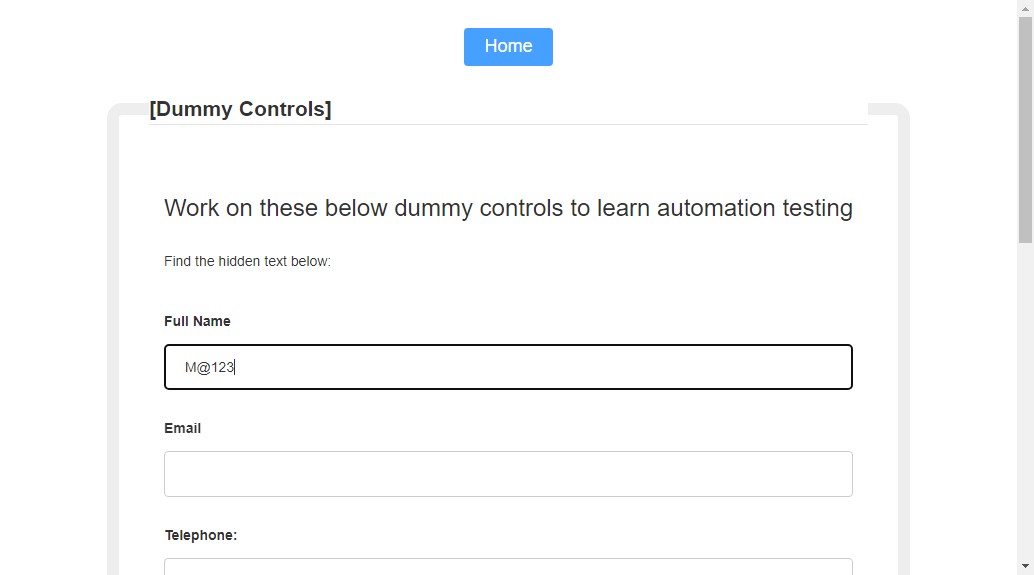 Home
[Dummy Controls]
Work on these below dummy controls to learn automation testing
Find the hidden text below:
Full Name
M@123
Email
Telephone: